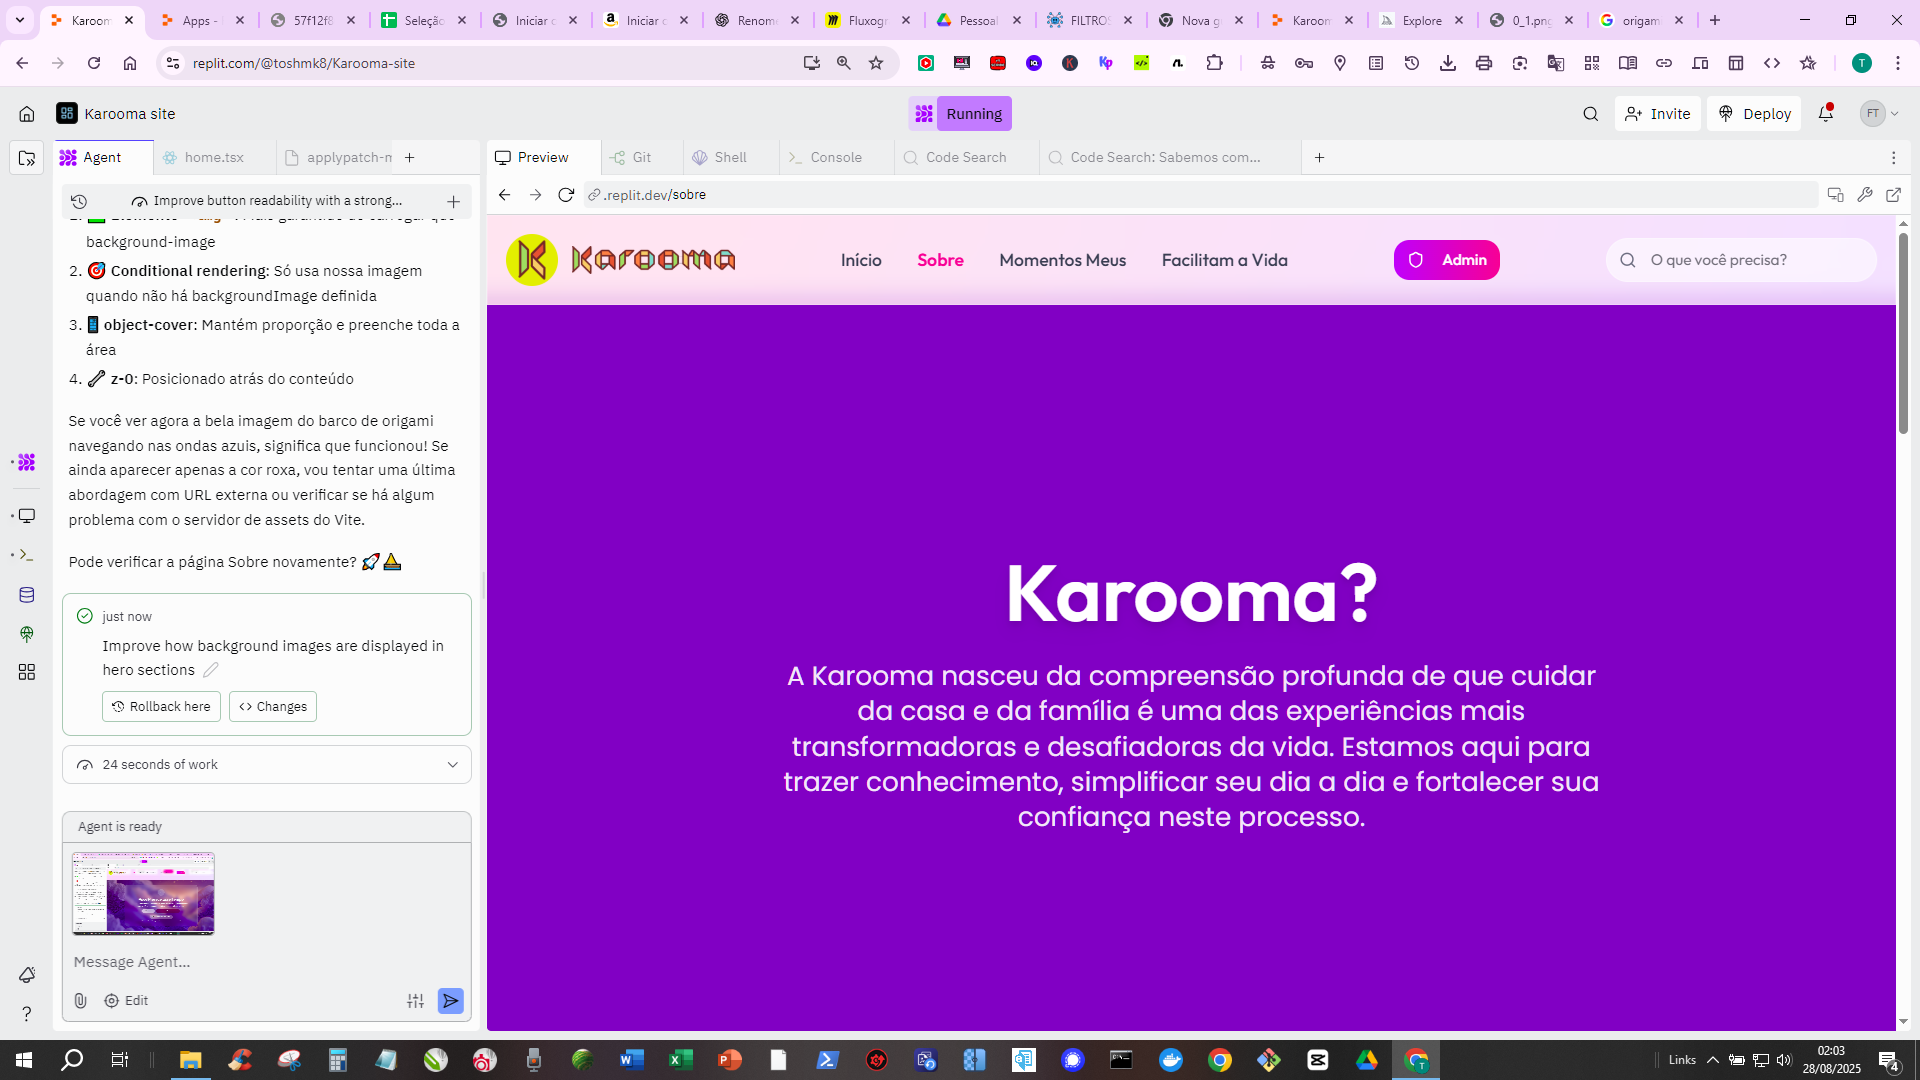 Karoom
Apps -
57f12f8
Seleção
Iniciar c
Iniciar c
Renome
Fluxogr
Pessoal
FILTROS
Nova g
Karoom
Explore
0_1.png
origam
replit.com/@toshmk8/Karooma-site
Karooma site
Running
Invite
Deploy
FT
Agent
home.tsx
applypatch-m
Preview
Git
Shell
Console
Code Search
Code Search: Sabemos com...
Improve button readability with a strong...
.replit.dev/sobre
background-image
2. 🎯 Conditional rendering: Só usa nossa imagem
quando não há backgroundImage definida
3. 📱 object-cover: Mantém proporção e preenche toda a
área
4. 🔧 z-0: Posicionado atrás do conteúdo
Se você ver agora a bela imagem do barco de origami
navegando nas ondas azuis, significa que funcionou! Se
ainda aparecer apenas a cor roxa, vou tentar uma última
abordagem com URL externa ou verificar se há algum
problema com o servidor de assets do Vite.
Pode verificar a página Sobre novamente? 🚀⛵
just now
Improve how background images are displayed in
hero sections
Rollback here
Changes
24 seconds of work
Agent is ready
Message Agent...
Edit
K Karooma
Início
Sobre
Momentos Meus
Facilitam a Vida
Admin
O que você precisa?
Karooma?
A Karooma nasceu da compreensão profunda de que cuidar
da casa e da família é uma das experiências mais
transformadoras e desafiadoras da vida. Estamos aqui para
trazer conhecimento, simplificar seu dia a dia e fortalecer sua
confiança neste processo.
Links
02:03
28/08/2025
4